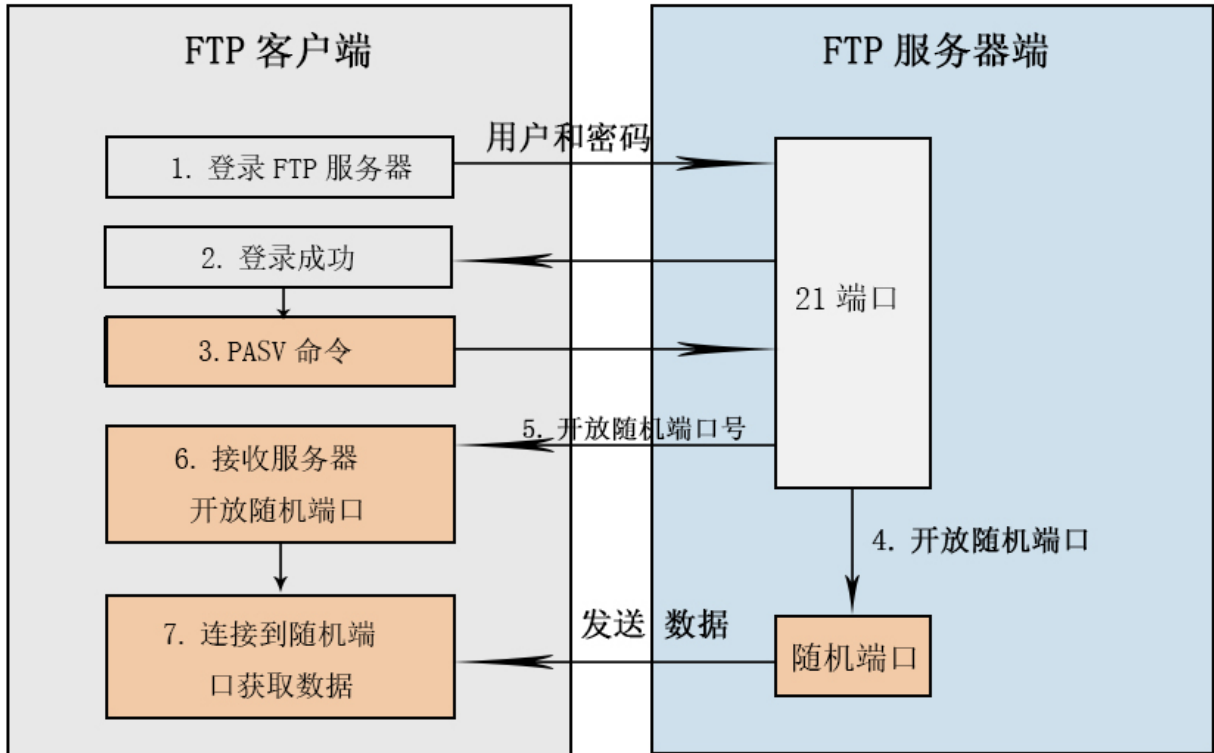 FTP 客户端
FTP 服务器端
用户和密码
1. 登录 FTP 服务器
2. 登录成功
21 端口
3.PASV 命令
5. 开放随机端口号
6. 接收服务器
开放随机端口
4. 开放随机端口
7. 连接到随机端
口获取数据
发送 数据
随机端口